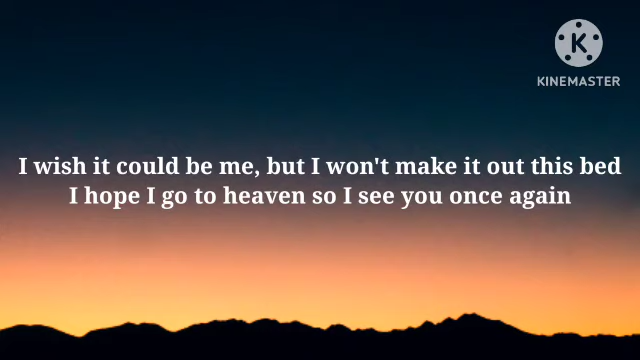 KINEMASTER
I wish it could be me, but I won't make it out this bed
I hope I go to heaven so I see you once again